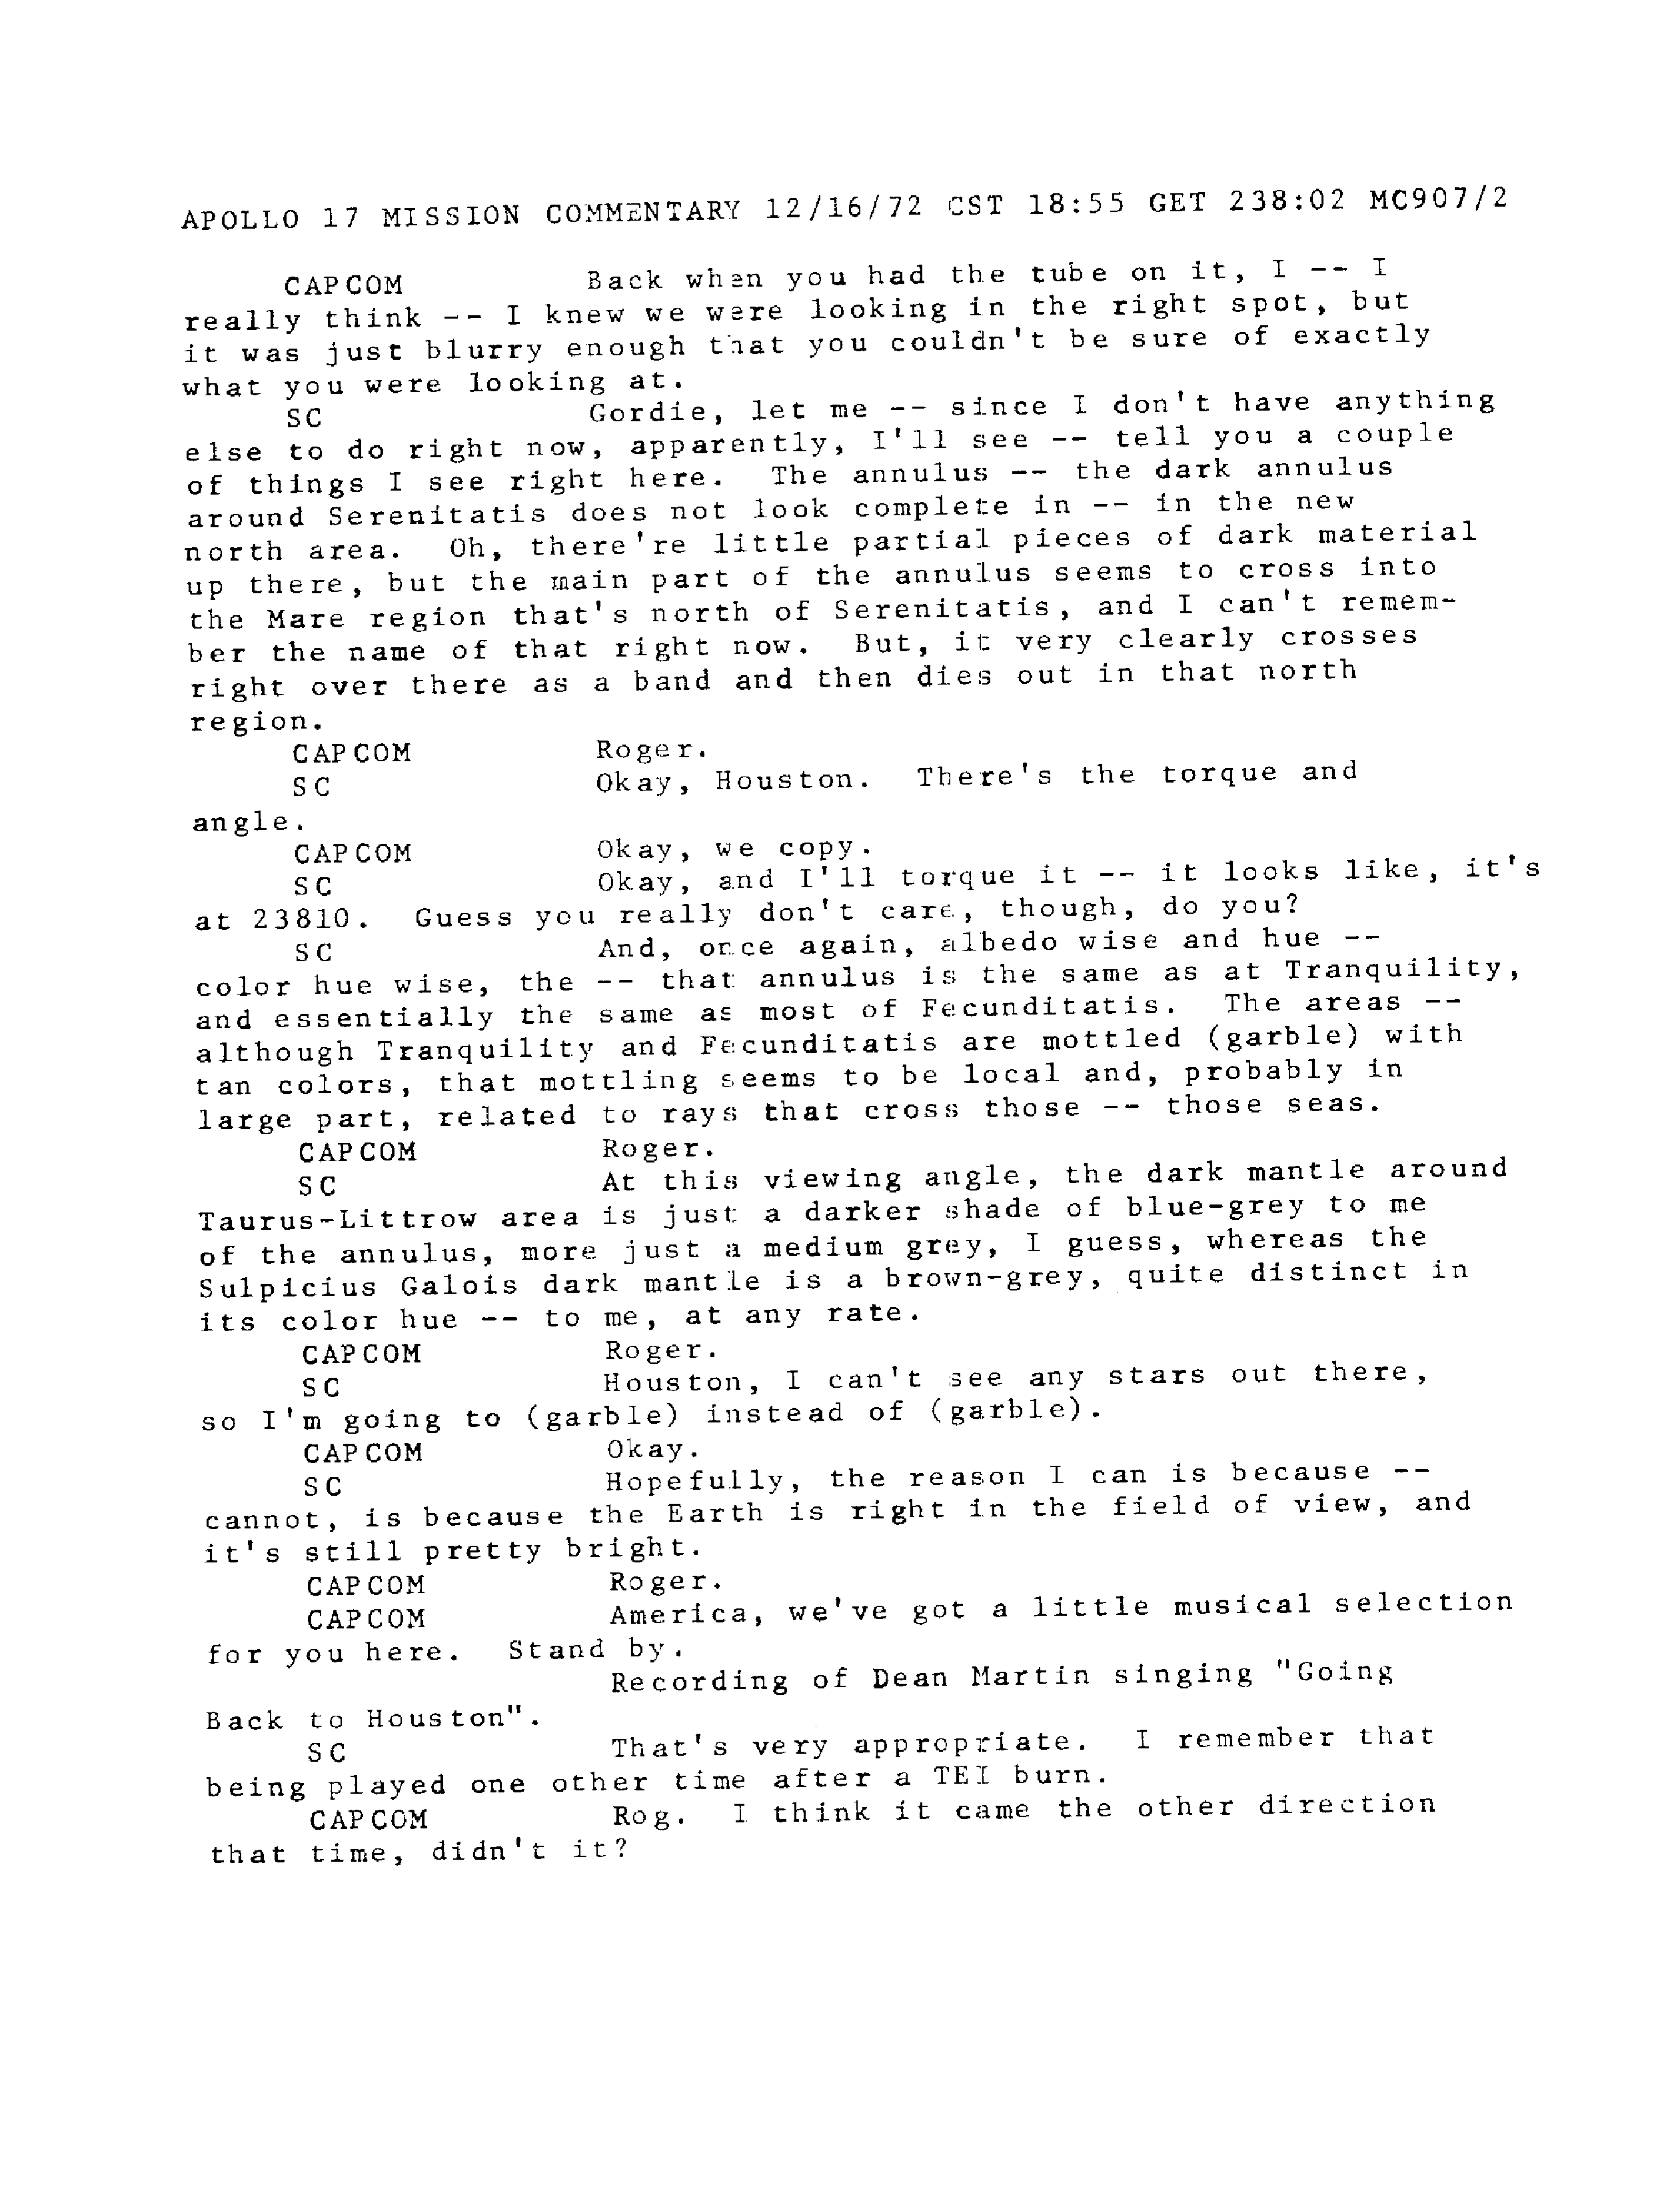 APOLLO 17 MISSION COMMENTARY 12/16/72 CST 18:55 GET 238:02 MC907/2
CAPCOM Back when you had the tube on it, I -- I
really think -- I knew we were looking in the right spot, but
it was just blurry enough that you couldn't be sure of exactly
what you were looking at.
SC Gordie, let me -- since I don't have anything
else to do right now, apparently, I'll see -- tell you a couple
of things I see right here. The annulus -- the dark annulus
around Serenitatis does not look complete in -- in the new
north area. Oh, there're little partial pieces of dark material
up there, but the main part of the annulus seems to cross into
the Mare region that's north of Serenitatis, and I can't remem-
ber the name of that right now. But, it very clearly crosses
right over there as a band and then dies out in that north
region.
CAPCOM Roger.
SC Okay, Houston. There's the torque and
angle.
CAPCOM Okay, we copy.
SC Okay, and I'll torque it -- it looks like, it's
at 23810. Guess you really don't care, though, do you?
SC And, once again, albedo wise and hue --
color hue wise, the -- that annulus is the same as at Tranquility,
and essentially the same as most of Fecunditatis. The areas --
although Tranquility and Fecunditatis are mottled (garble) with
tan colors, that mottling seems to be local and, probably in
large part, related to rays that cross those -- those seas.
CAPCOM Roger.
SC At this viewing angle, the dark mantle around
Taurus-Littrow area is just a darker shade of blue-grey to me
of the annulus, more just a medium grey, I guess, whereas the
Sulpicius Galois dark mantle is a brown-grey, quite distinct in
its color hue -- to me, at any rate.
CAPCOM Roger.
SC Houston, I can't see any stars out there,
so I'm going to (garble) instead of (garble).
CAPCOM Okay.
SC Hopefully, the reason I can is because --
cannot, is because the Earth is right in the field of view, and
it's still pretty bright.
CAPCOM Roger.
CAPCOM America, we've got a little musical selection
for you here. Stand by.
Recording of Dean Martin singing "Going
Back to Houston".
SC That's very appropriate. I remember that
being played one other time after a TEI burn.
CAPCOM Rog. I think it came the other direction
that time, didn't it?